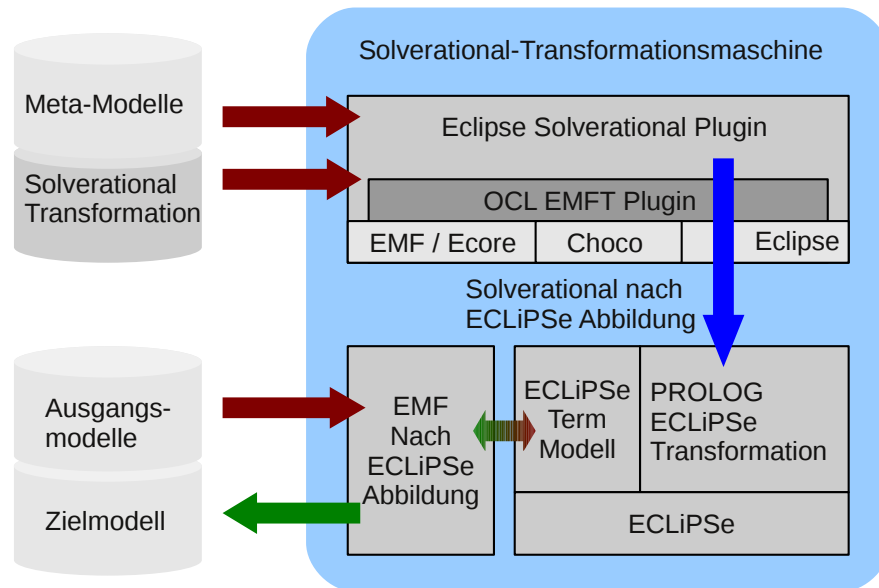 Solverational-Transformationsmaschine
Meta-Modelle
Solverational
Transformation
Eclipse Solverational Plugin
OCL EMFT Plugin
EMF / Ecore
Choco
Eclipse
Solverational nach
ECLiPSe Abbildung
Ausgangs-
modelle
Zielmodell
EMF
Nach
ECLiPSe
Abbildung
ECLiPSe
Term
Modell
PROLOG
ECLiPSe
Transformation
ECLiPSe